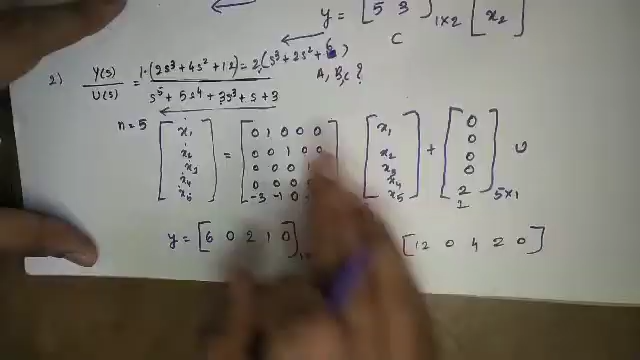 y = [ 5 3 ] 1×2 [ x2 ]
C
2) Y(s) / U(s) = 1·(2s³+4s²+12) = 2(s³+2s²+6) / s⁵ + 5s⁴ + 3s³ + s + 3
A, B, C ?
n = 5
ẋ1 = 0 1 0 0 0 x1 + 0 U
ẋ2 0 0 1 0 0 x2 0
ẋ3 0 0 0 1 x3 0
ẋ4 0 0 0 x4 0
ẋ5 -3 -1 0 x5 2 5×1
1
y = [ 6 0 2 1 0 ] [ 12 0 4 2 0 ]